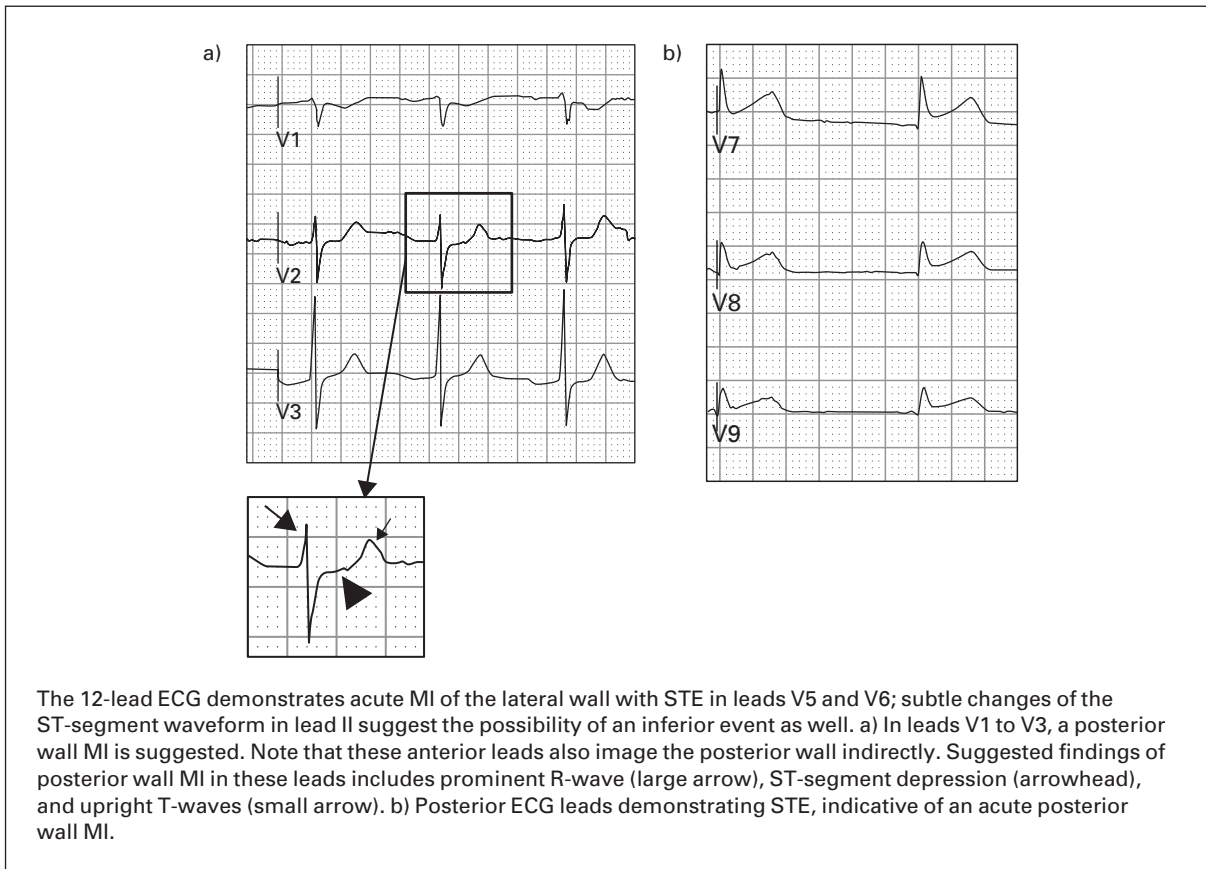 a)
b)
V1
V2
V3
V7
V8
V9
The 12-lead ECG demonstrates acute MI of the lateral wall with STE in leads V5 and V6; subtle changes of the
ST-segment waveform in lead II suggest the possibility of an inferior event as well. a) In leads V1 to V3, a posterior
wall MI is suggested. Note that these anterior leads also image the posterior wall indirectly. Suggested findings of
posterior wall MI in these leads includes prominent R-wave (large arrow), ST-segment depression (arrowhead),
and upright T-waves (small arrow). b) Posterior ECG leads demonstrating STE, indicative of an acute posterior
wall MI.